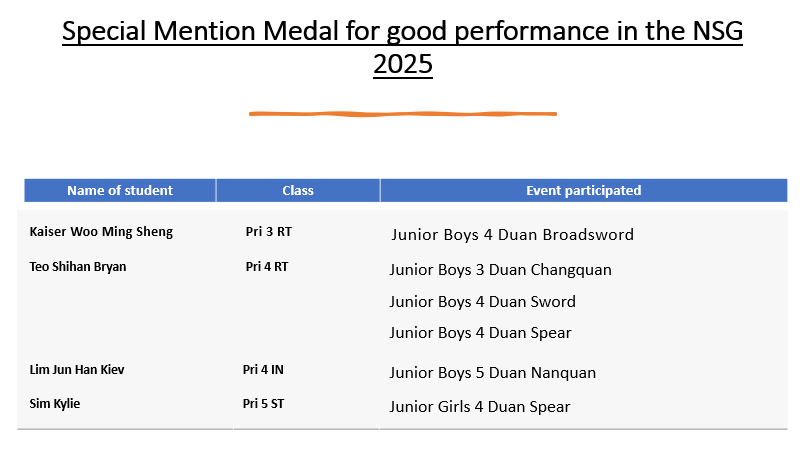 Special Mention Medal for good performance in the NSG
2025
Name of student Class Event participated
Kaiser Woo Ming Sheng Pri 3 RT Junior Boys 4 Duan Broadsword
Teo Shihan Bryan Pri 4 RT Junior Boys 3 Duan Changquan
Junior Boys 4 Duan Sword
Junior Boys 4 Duan Spear
Lim Jun Han Kiev Pri 4 IN Junior Boys 5 Duan Nanquan
Sim Kylie Pri 5 ST Junior Girls 4 Duan Spear